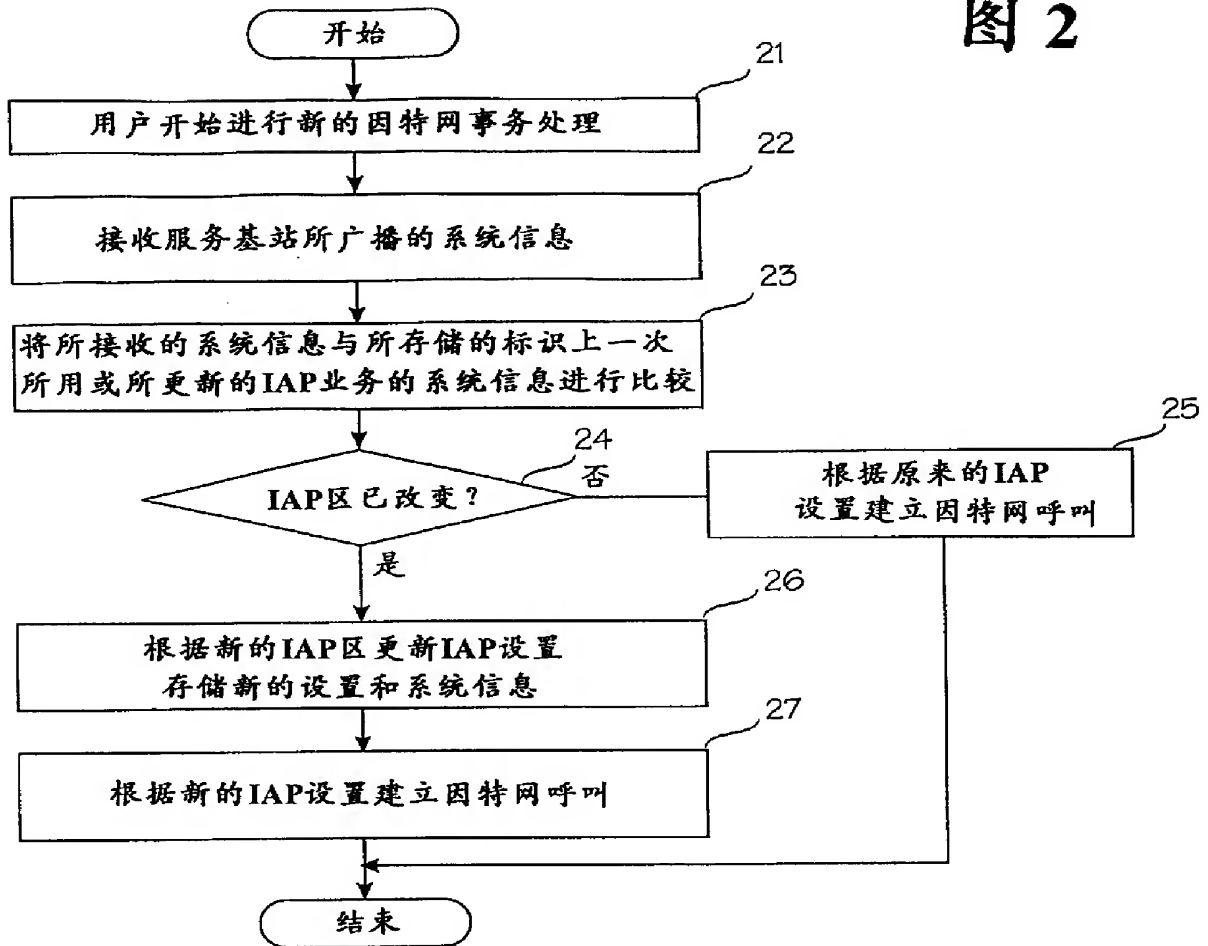 图 2
开始
21
用户开始进行新的因特网事务处理
22
接收服务基站所广播的系统信息
23
将所接收的系统信息与所存储的标识上一次
所用或所更新的IAP业务的系统信息进行比较
24
IAP区已改变？
否
25
根据原来的IAP
设置建立因特网呼叫
是
26
根据新的IAP区更新IAP设置
存储新的设置和系统信息
27
根据新的IAP设置建立因特网呼叫
结束